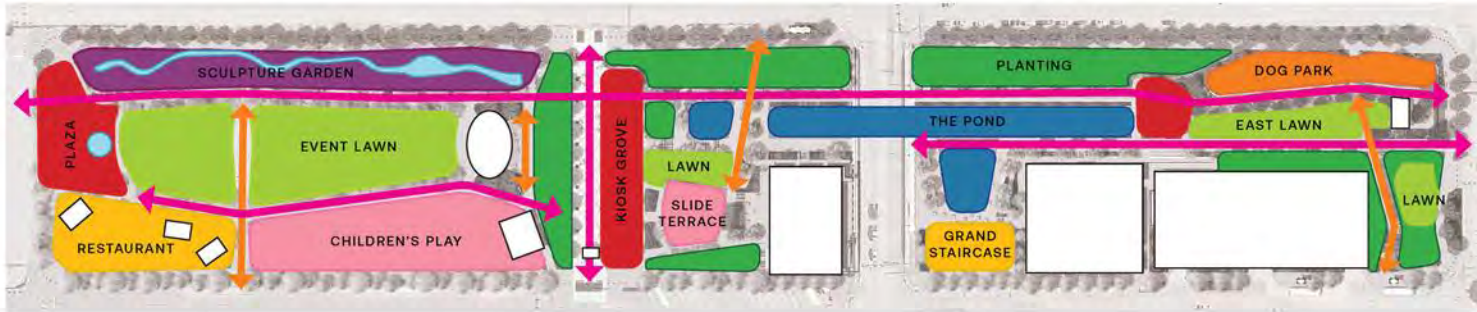 SCULPTURE GARDEN
PLANTING
DOG PARK
PLAZA
EVENT LAWN
KIOSK GROVE
THE POND
EAST LAWN
LAWN
SLIDE
TERRACE
LAWN
RESTAURANT
CHILDREN'S PLAY
GRAND
STAIRCASE